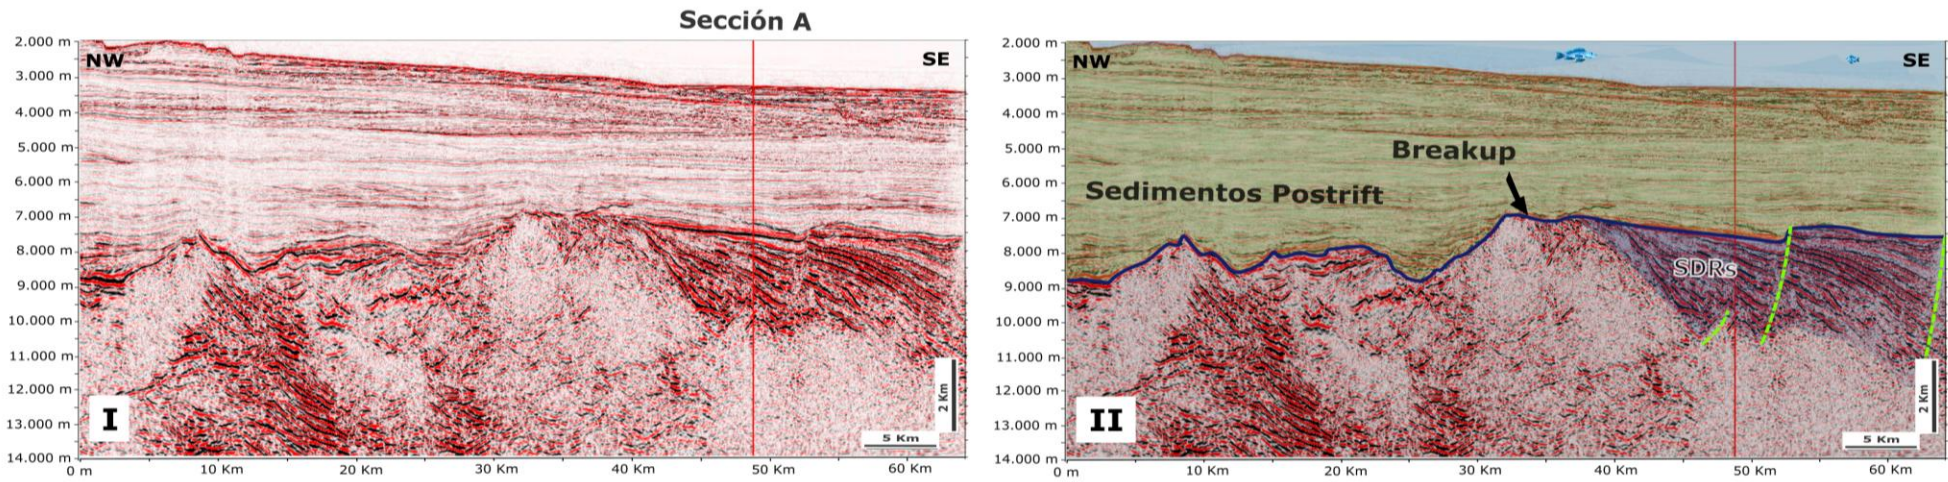 Sección A
2.000 m
3.000 m
4.000 m
5.000 m
6.000 m
7.000 m
8.000 m
9.000 m
10.000 m
11.000 m
12.000 m
13.000 m
14.000 m
NW
SE
I
2 Km
5 Km
0 m
10 Km
20 Km
30 Km
40 Km
50 Km
60 Km
2.000 m
3.000 m
4.000 m
5.000 m
6.000 m
7.000 m
8.000 m
9.000 m
10.000 m
11.000 m
12.000 m
13.000 m
14.000 m
NW
SE
Breakup
Sedimentos Postrift
SDRs
II
2 Km
5 Km
0 m
10 Km
20 Km
30 Km
40 Km
50 Km
60 Km